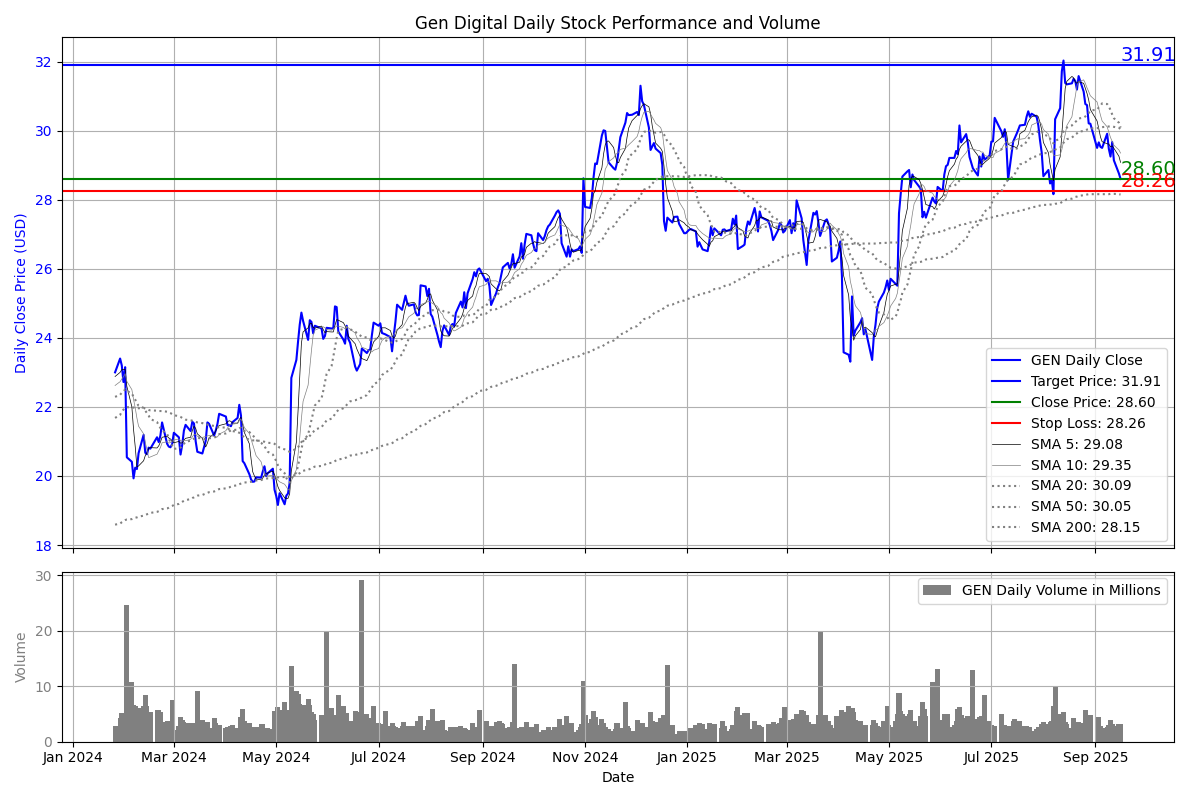 Gen Digital Daily Stock Performance and Volume
Daily Close Price (USD)
32
30
28
26
24
22
20
18
31.91
28.60
28.26
GEN Daily Close
Target Price: 31.91
Close Price: 28.60
Stop Loss: 28.26
SMA 5: 29.08
SMA 10: 29.35
SMA 20: 30.09
SMA 50: 30.05
SMA 200: 28.15
Volume
30
20
10
0
GEN Daily Volume in Millions
Jan 2024 Mar 2024 May 2024 Jul 2024 Sep 2024 Nov 2024 Jan 2025 Mar 2025 May 2025 Jul 2025 Sep 2025
Date